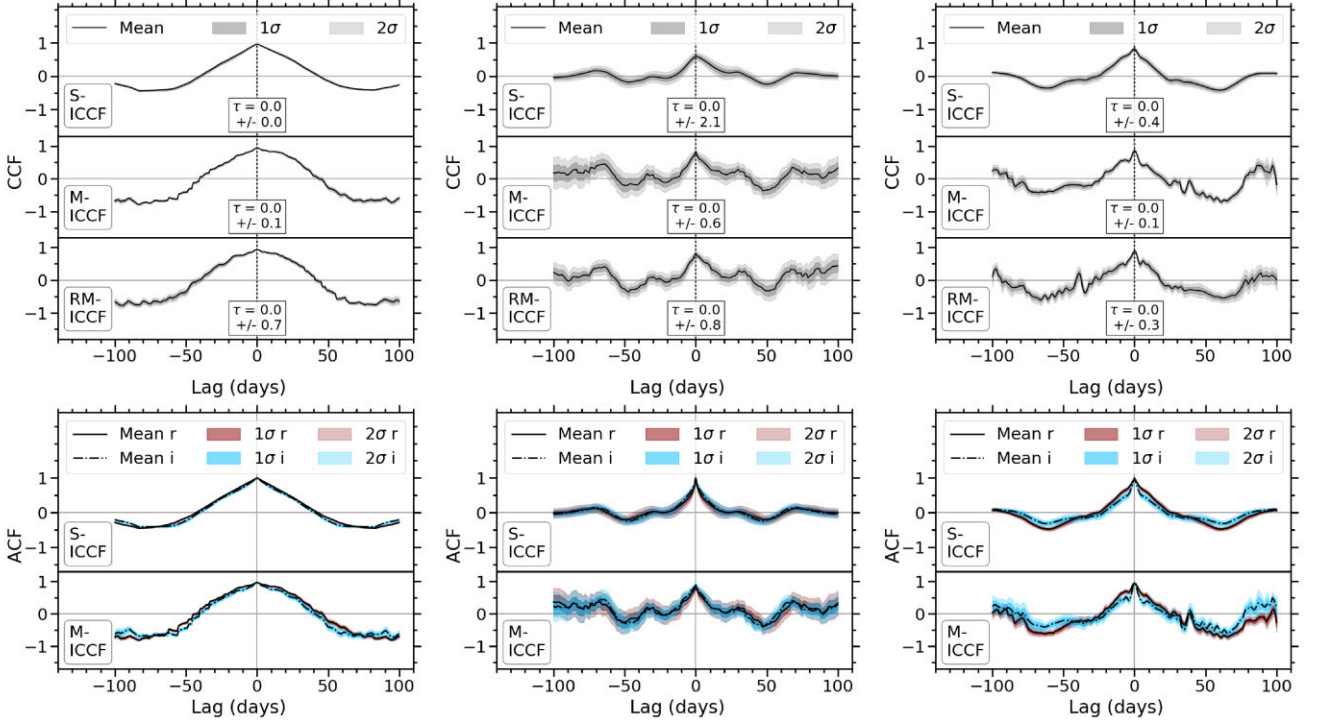 Mean 1σ 2σ
1
0
−1
S-
ICCF
τ = 0.0
+/- 0.0
CCF
1
0
−1
M-
ICCF
τ = 0.0
+/- 0.1
1
0
−1
RM-
ICCF
τ = 0.0
+/- 0.7
−100 −50 0 50 100
Lag (days)
Mean 1σ 2σ
1
0
−1
S-
ICCF
τ = 0.0
+/- 2.1
CCF
1
0
−1
M-
ICCF
τ = 0.0
+/- 0.6
1
0
−1
RM-
ICCF
τ = 0.0
+/- 0.8
−100 −50 0 50 100
Lag (days)
Mean 1σ 2σ
1
0
−1
S-
ICCF
τ = 0.0
+/- 0.4
CCF
1
0
−1
M-
ICCF
τ = 0.0
+/- 0.1
1
0
−1
RM-
ICCF
τ = 0.0
+/- 0.3
−100 −50 0 50 100
Lag (days)
Mean r 1σ r 2σ r
Mean i 1σ i 2σ i
1
0
−1
S-
ICCF
ACF
1
0
−1
M-
ICCF
−100 −50 0 50 100
Lag (days)
Mean r 1σ r 2σ r
Mean i 1σ i 2σ i
1
0
−1
S-
ICCF
ACF
1
0
−1
M-
ICCF
−100 −50 0 50 100
Lag (days)
Mean r 1σ r 2σ r
Mean i 1σ i 2σ i
1
0
−1
S-
ICCF
ACF
1
0
−1
M-
ICCF
−100 −50 0 50 100
Lag (days)